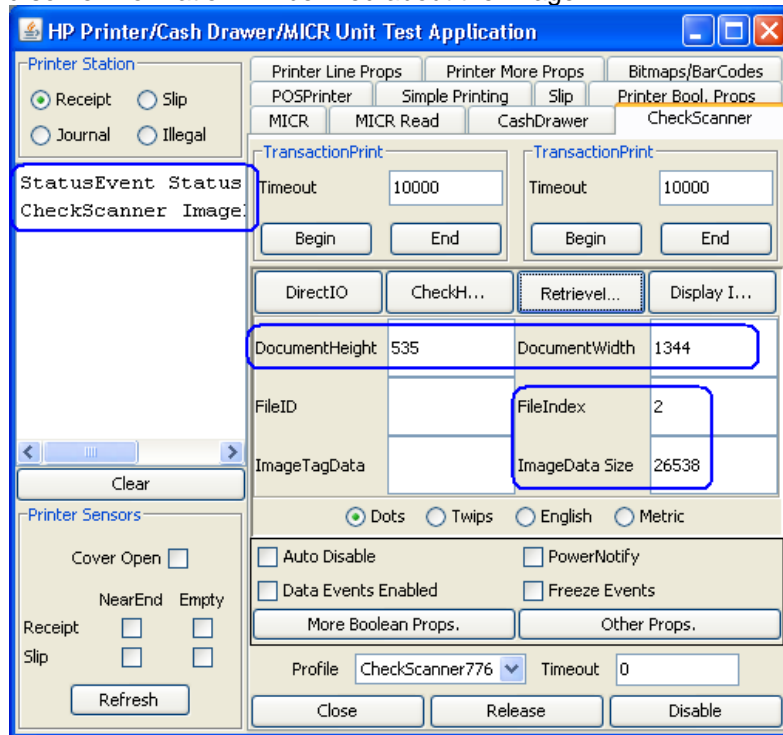 HP Printer/Cash Drawer/MICR Unit Test Application
Printer Station
Receipt Slip
Journal Illegal
StatusEvent Status
CheckScanner Image
Clear
Printer Sensors
Cover Open
NearEnd Empty
Receipt
Slip
Refresh
Printer Line Props Printer More Props Bitmaps/BarCodes
POSPrinter Simple Printing Slip Printer Bool. Props
MICR MICR Read CashDrawer CheckScanner
TransactionPrint TransactionPrint
Timeout 10000 Timeout 10000
Begin End Begin End
DirectIO CheckH... RetrieveI... Display I...
DocumentHeight 535 DocumentWidth 1344
FileID FileIndex 2
ImageTagData ImageData Size 26538
Dots Twips English Metric
Auto Disable PowerNotify
Data Events Enabled Freeze Events
More Boolean Props. Other Props.
Profile CheckScanner776 Timeout 0
Close Release Disable